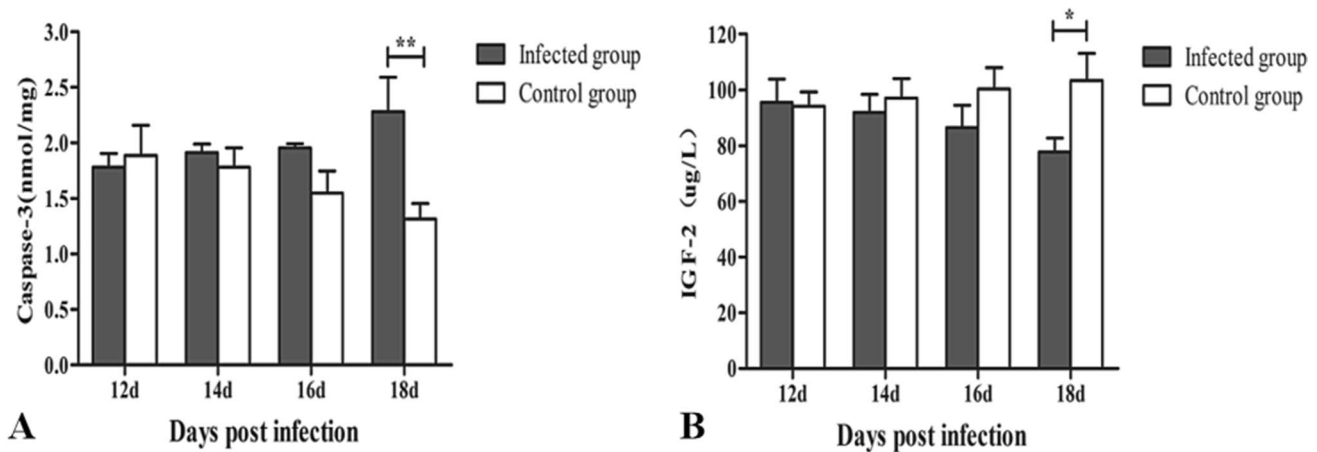 3.0
2.5
2.0
1.5
1.0
0.5
0.0
Caspase-3(nmol/mg)
**
Infected group
Control group
12d 14d 16d 18d
Days post infection
A
120
100
80
60
40
20
0
IGF-2 (ug/L)
*
Infected group
Control group
12d 14d 16d 18d
Days post infection
B